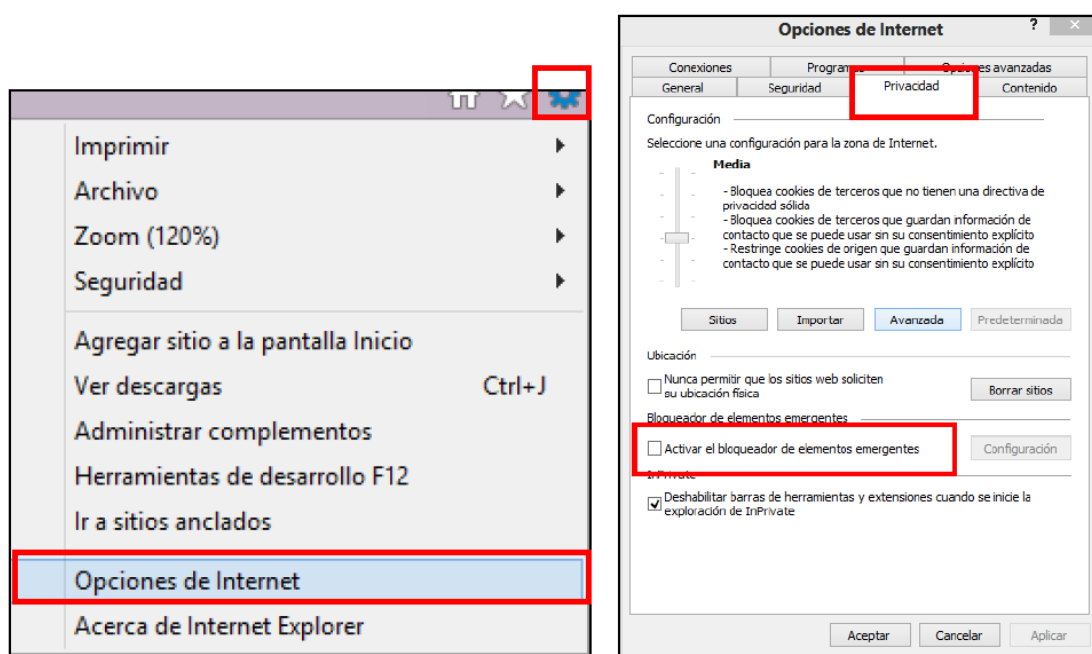 Imprimir
Archivo
Zoom (120%)
Seguridad
Agregar sitio a la pantalla Inicio
Ver descargas Ctrl+J
Administrar complementos
Herramientas de desarrollo F12
Ir a sitios anclados
Opciones de Internet
Acerca de Internet Explorer
Opciones de Internet ? ×
Conexiones Programas Opciones avanzadas
General Seguridad Privacidad Contenido
Configuración
Seleccione una configuración para la zona de Internet.
Media
- Bloquea cookies de terceros que no tienen una directiva de
privacidad sólida
- Bloquea cookies de terceros que guardan información de
contacto que se puede usar sin su consentimiento explícito
- Restringe cookies de origen que guardan información de
contacto que se puede usar sin su consentimiento explícito
Sitios Importar Avanzada Predeterminada
Ubicación
Nunca permitir que los sitios web soliciten
su ubicación física
Borrar sitios
Bloqueador de elementos emergentes
Activar el bloqueador de elementos emergentes Configuración
InPrivate
Deshabilitar barras de herramientas y extensiones cuando se inicie la
exploración de InPrivate
Aceptar Cancelar Aplicar